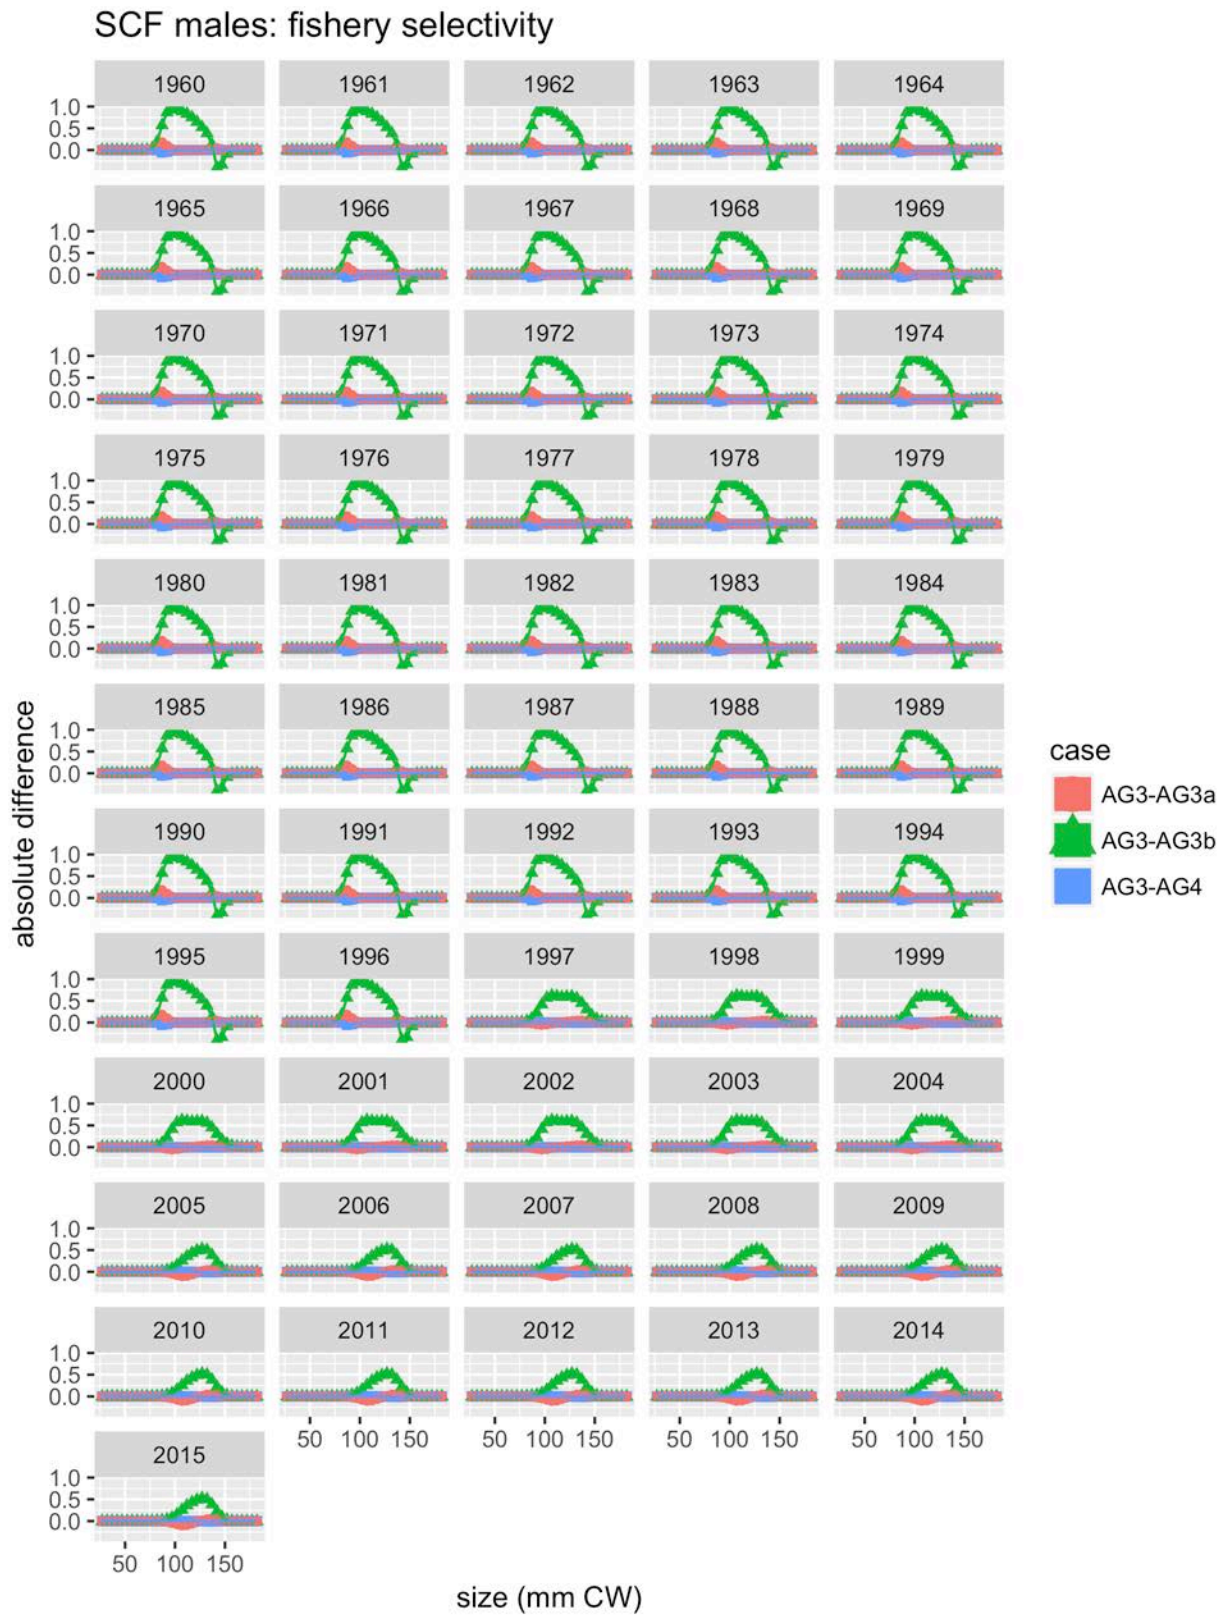 SCF males: fishery selectivity
1960 1961 1962 1963 1964
1.0
0.5
0.0
1965 1966 1967 1968 1969
1.0
0.5
0.0
1970 1971 1972 1973 1974
1.0
0.5
0.0
1975 1976 1977 1978 1979
1.0
0.5
0.0
1980 1981 1982 1983 1984
1.0
0.5
0.0
1985 1986 1987 1988 1989
1.0
0.5
0.0
1990 1991 1992 1993 1994
1.0
0.5
0.0
1995 1996 1997 1998 1999
1.0
0.5
0.0
2000 2001 2002 2003 2004
1.0
0.5
0.0
2005 2006 2007 2008 2009
1.0
0.5
0.0
2010 2011 2012 2013 2014
1.0
0.5
0.0
50 100 150 50 100 150 50 100 150 50 100 150
2015
1.0
0.5
0.0
50 100 150
size (mm CW)
absolute difference
case
AG3-AG3a
AG3-AG3b
AG3-AG4